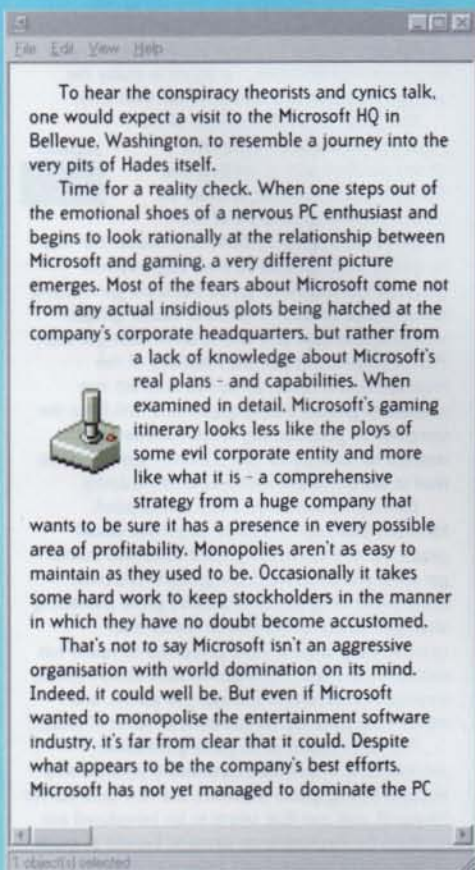 File Edit View Help
To hear the conspiracy theorists and cynics talk,
one would expect a visit to the Microsoft HQ in
Bellevue, Washington, to resemble a journey into the
very pits of Hades itself.
Time for a reality check. When one steps out of
the emotional shoes of a nervous PC enthusiast and
begins to look rationally at the relationship between
Microsoft and gaming, a very different picture
emerges. Most of the fears about Microsoft come not
from any actual insidious plots being hatched at the
company's corporate headquarters, but rather from
a lack of knowledge about Microsoft's
real plans - and capabilities. When
examined in detail, Microsoft's gaming
itinerary looks less like the ploys of
some evil corporate entity and more
like what it is - a comprehensive
strategy from a huge company that
wants to be sure it has a presence in every possible
area of profitability. Monopolies aren't as easy to
maintain as they used to be. Occasionally it takes
some hard work to keep stockholders in the manner
in which they have no doubt become accustomed.
That's not to say Microsoft isn't an aggressive
organisation with world domination on its mind.
Indeed, it could well be. But even if Microsoft
wanted to monopolise the entertainment software
industry, it's far from clear that it could. Despite
what appears to be the company's best efforts,
Microsoft has not yet managed to dominate the PC
1 object(s) selected